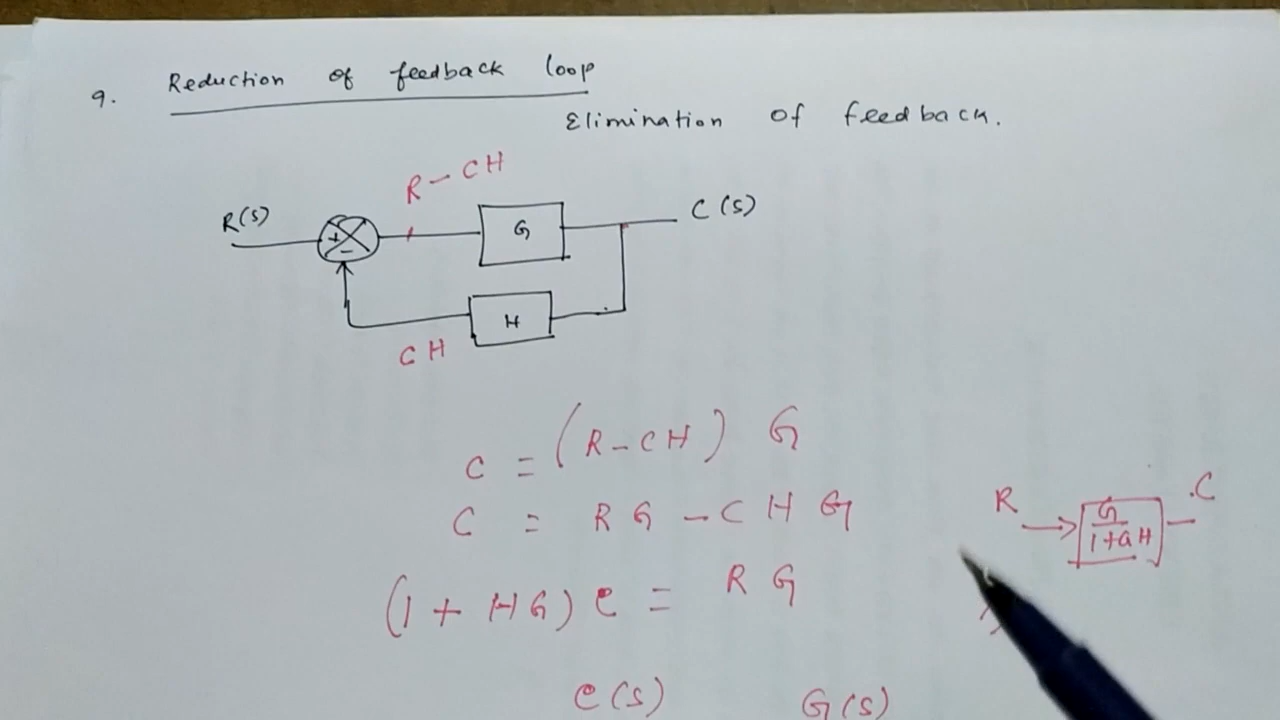 9. Reduction of feedback loop
Elimination of feedback.
R - CH
R(s)
+
-
G
C(s)
H
CH
C = (R - CH) G
C = RG - CHG
(1 + HG) C = RG
R
G
1+GH
C
C(s) G(s)